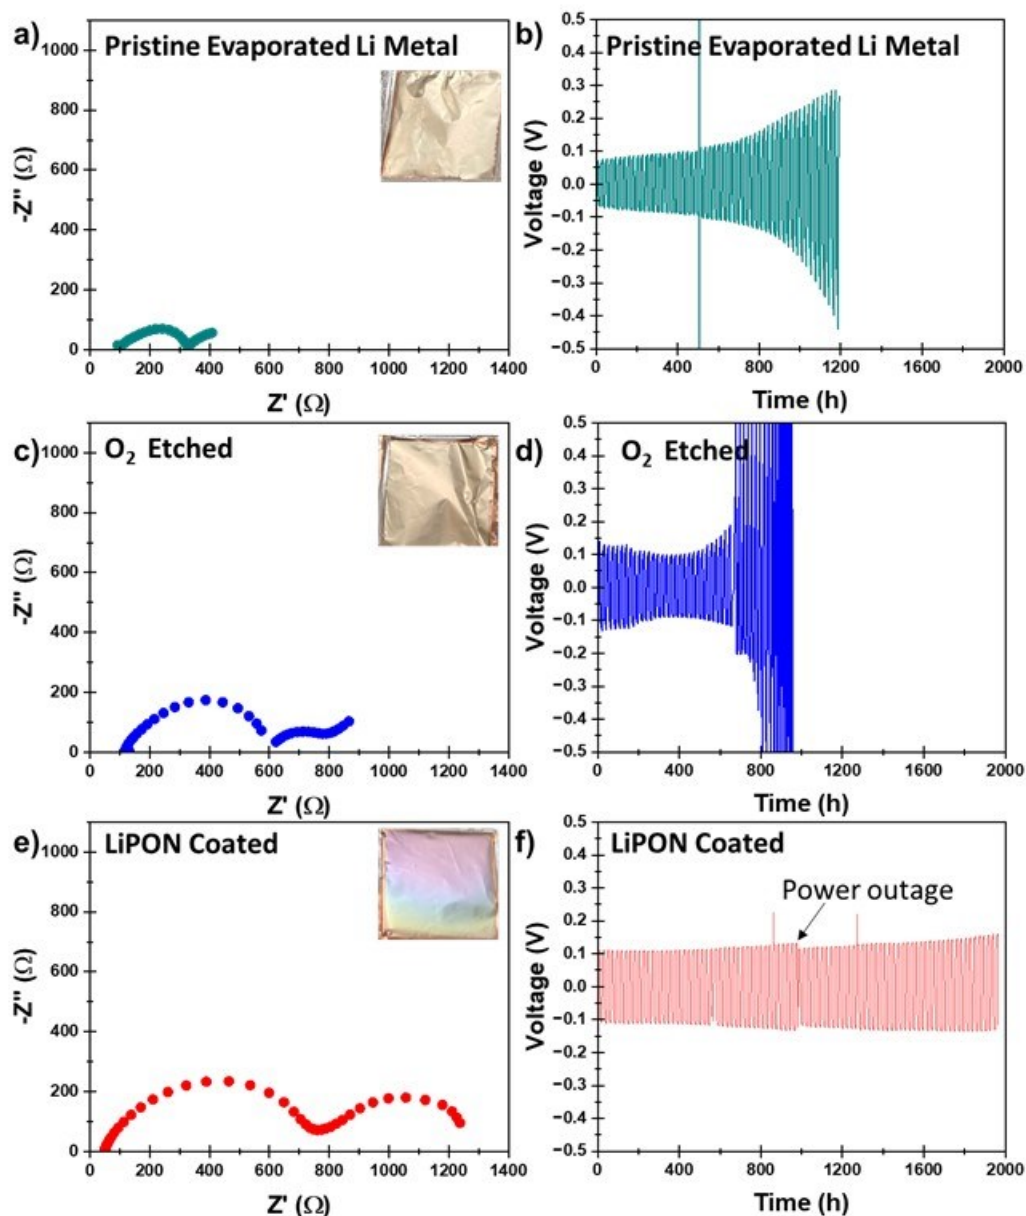 a)
Pristine Evaporated Li Metal
1000
800
600
400
200
0
-Z'' (Ω)
0 200 400 600 800 1000 1200 1400
Z' (Ω)
b)
Pristine Evaporated Li Metal
0.5
0.4
0.3
0.2
0.1
0.0
−0.1
−0.2
−0.3
−0.4
−0.5
Voltage (V)
0 400 800 1200 1600 2000
Time (h)
c)
O₂ Etched
1000
800
600
400
200
0
-Z'' (Ω)
0 200 400 600 800 1000 1200 1400
Z' (Ω)
d)
O₂ Etched
0.5
0.4
0.3
0.2
0.1
0.0
−0.1
−0.2
−0.3
−0.4
−0.5
Voltage (V)
0 400 800 1200 1600 2000
Time (h)
e)
LiPON Coated
1000
800
600
400
200
0
-Z'' (Ω)
0 200 400 600 800 1000 1200 1400
Z' (Ω)
f)
LiPON Coated
Power outage
0.5
0.4
0.3
0.2
0.1
0.0
−0.1
−0.2
−0.3
−0.4
−0.5
Voltage (V)
0 400 800 1200 1600 2000
Time (h)